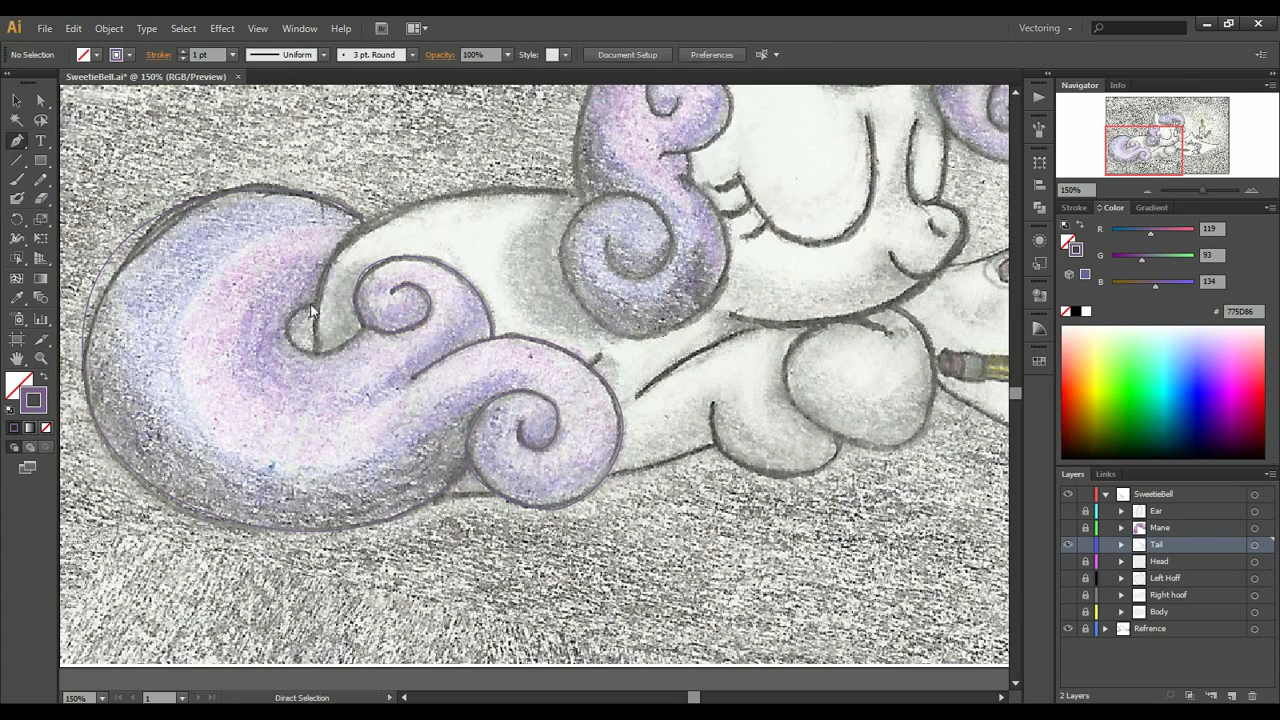 Ai File Edit Object Type Select Effect View Window Help Br Vectoring
No Selection Stroke: 1 pt Uniform 3 pt. Round Opacity: 100% Style: Document Setup Preferences
SweetieBell.ai* @ 150% (RGB/Preview)
Navigator Info
150%
Stroke Color Gradient
R 119
G 93
B 134
# 775D86
Layers Links
SweetieBell
Ear
Mane
Tail
Head
Left Hoff
Right hoof
Body
Refrence
2 Layers
150% 1 Direct Selection